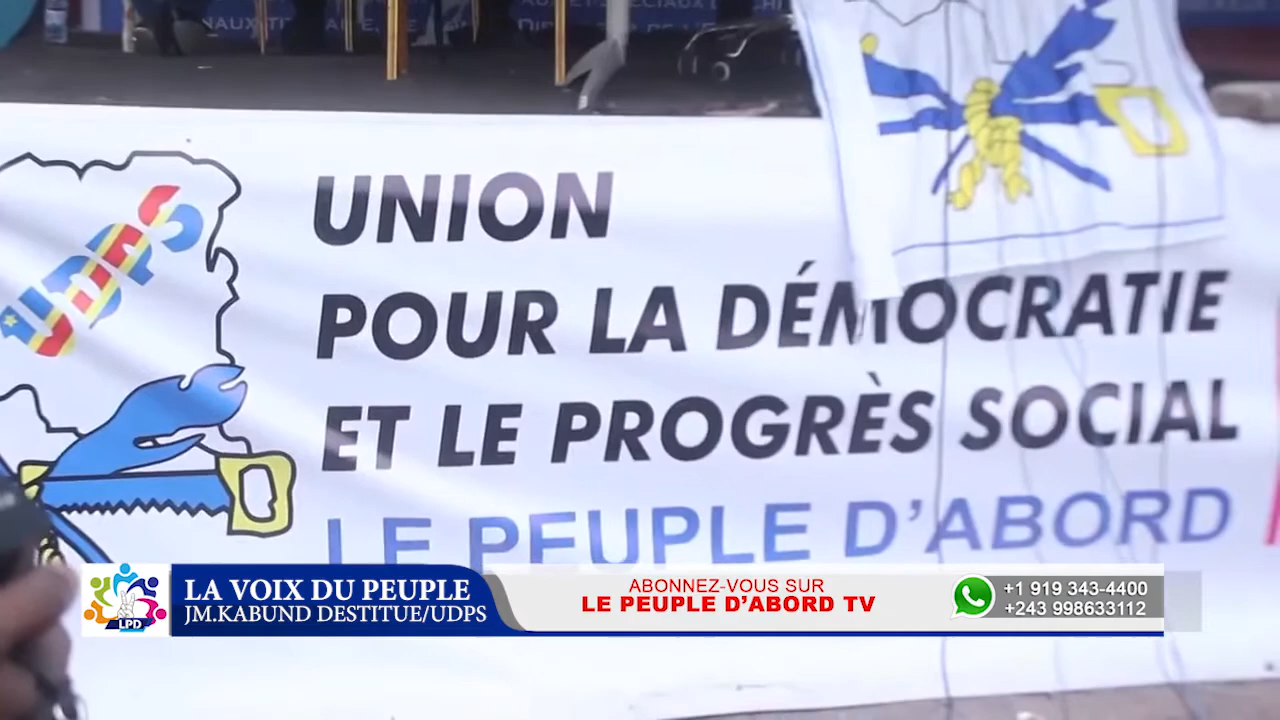 UDPS
UNION
POUR LA DÉMOCRATIE
ET LE PROGRÈS SOCIAL
LE PEUPLE D'ABORD
LPD
LA VOIX DU PEUPLE
JM.KABUND DESTITUE/UDPS
ABONNEZ-VOUS SUR
LE PEUPLE D'ABORD TV
+1 919 343-4400
+243 998633112